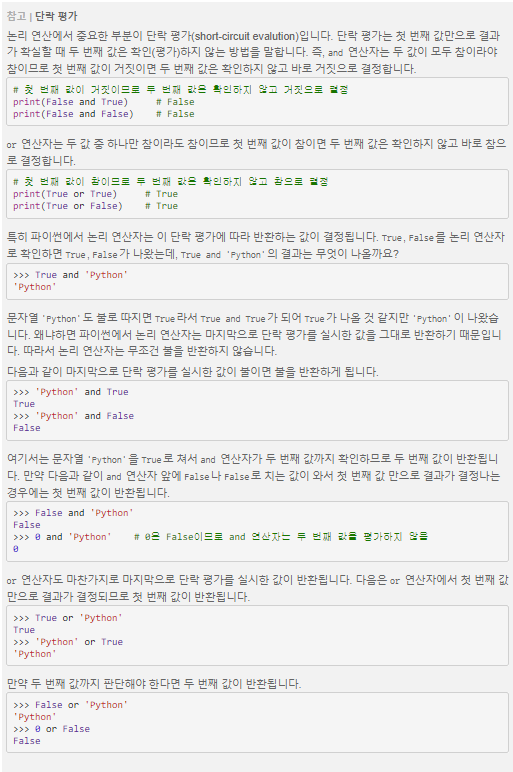 참고 | 단락 평가
논리 연산에서 중요한 부분이 단락 평가(short-circuit evalution)입니다. 단락 평가는 첫 번째 값만으로 결과
가 확실할 때 두 번째 값은 확인(평가)하지 않는 방법을 말합니다. 즉, and 연산자는 두 값이 모두 참이라야
참이므로 첫 번째 값이 거짓이면 두 번째 값은 확인하지 않고 바로 거짓으로 결정합니다.
# 첫 번째 값이 거짓이므로 두 번째 값은 확인하지 않고 거짓으로 결정
print(False and True)     # False
print(False and False)    # False
or 연산자는 두 값 중 하나만 참이라도 참이므로 첫 번째 값이 참이면 두 번째 값은 확인하지 않고 바로 참으
로 결정합니다.
# 첫 번째 값이 참이므로 두 번째 값은 확인하지 않고 참으로 결정
print(True or True)     # True
print(True or False)    # True
특히 파이썬에서 논리 연산자는 이 단락 평가에 따라 반환하는 값이 결정됩니다. True, False를 논리 연산자
로 확인하면 True, False가 나왔는데, True and 'Python'의 결과는 무엇이 나올까요?
>>> True and 'Python'
'Python'
문자열 'Python'도 불로 따지면 True라서 True and True가 되어 True가 나올 것 같지만 'Python'이 나왔습
니다. 왜냐하면 파이썬에서 논리 연산자는 마지막으로 단락 평가를 실시한 값을 그대로 반환하기 때문입니
다. 따라서 논리 연산자는 무조건 불을 반환하지 않습니다.
다음과 같이 마지막으로 단락 평가를 실시한 값이 불이면 불을 반환하게 됩니다.
>>> 'Python' and True
True
>>> 'Python' and False
False
여기서는 문자열 'Python'을 True로 쳐서 and 연산자가 두 번째 값까지 확인하므로 두 번째 값이 반환됩니
다. 만약 다음과 같이 and 연산자 앞에 False나 False로 치는 값이 와서 첫 번째 값 만으로 결과가 결정나는
경우에는 첫 번째 값이 반환됩니다.
>>> False and 'Python'
False
>>> 0 and 'Python'    # 0은 False이므로 and 연산자는 두 번째 값을 평가하지 않음
0
or 연산자도 마찬가지로 마지막으로 단락 평가를 실시한 값이 반환됩니다. 다음은 or 연산자에서 첫 번째 값
만으로 결과가 결정되므로 첫 번째 값이 반환됩니다.
>>> True or 'Python'
True
>>> 'Python' or True
'Python'
만약 두 번째 값까지 판단해야 한다면 두 번째 값이 반환됩니다.
>>> False or 'Python'
'Python'
>>> 0 or False
False